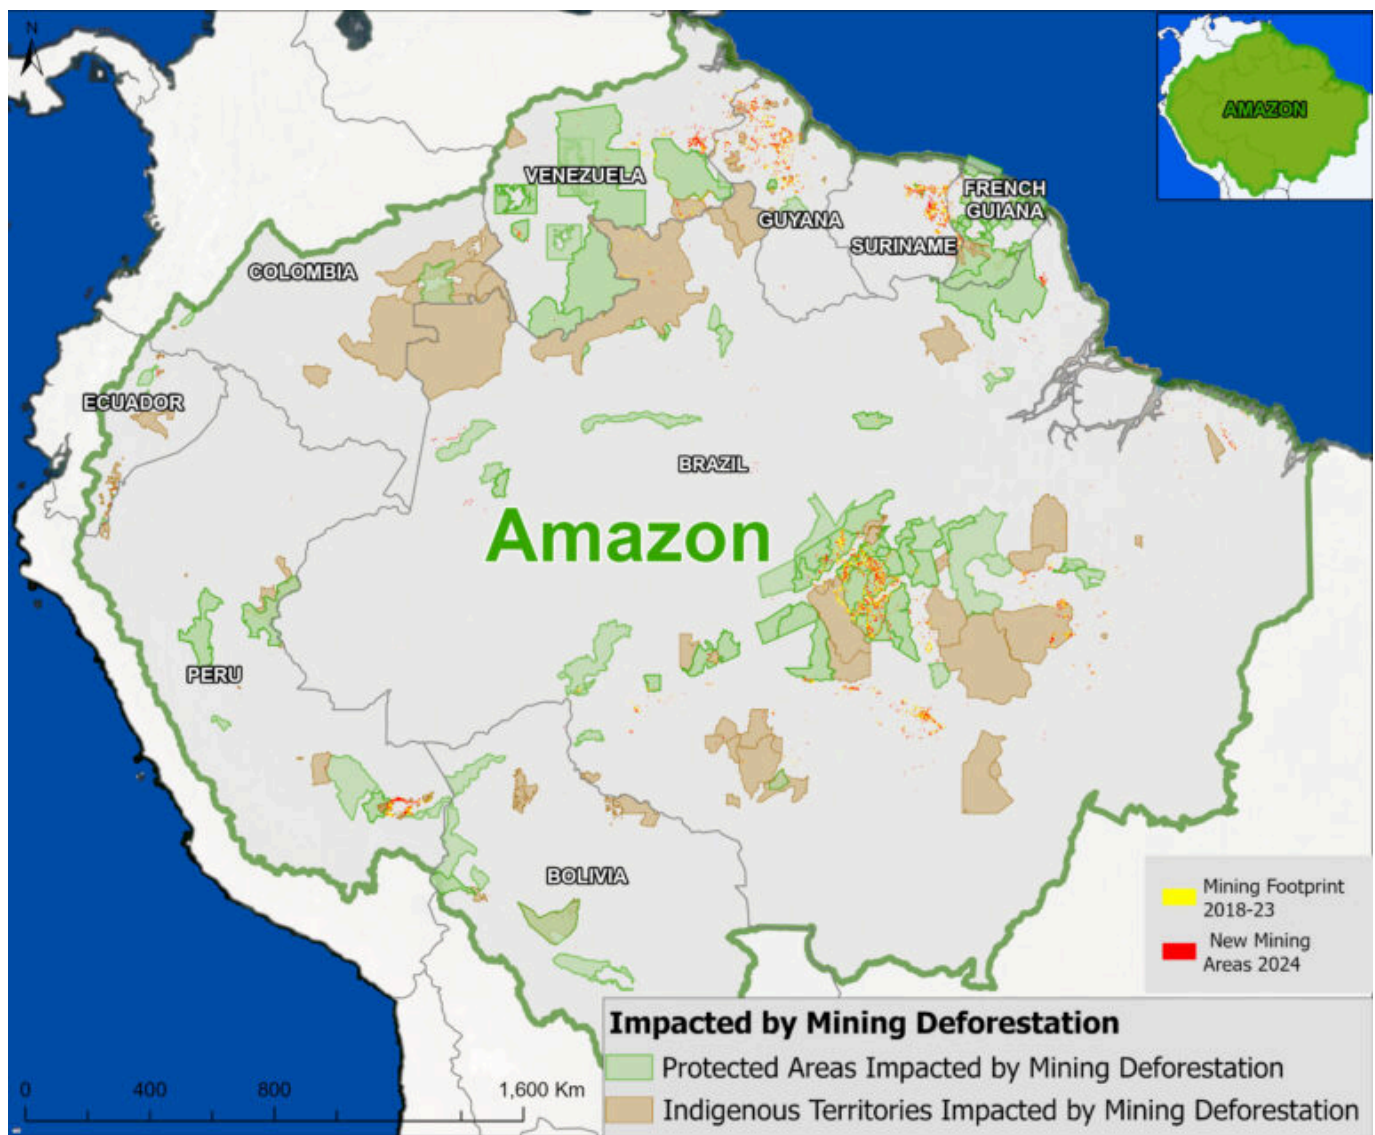 N
AMAZON
VENEZUELA
GUYANA
FRENCH
GUIANA
SURINAME
COLOMBIA
ECUADOR
BRAZIL
Amazon
PERU
BOLIVIA
Mining Footprint
2018-23
New Mining
Areas 2024
Impacted by Mining Deforestation
Protected Areas Impacted by Mining Deforestation
Indigenous Territories Impacted by Mining Deforestation
0 400 800 1,600 Km